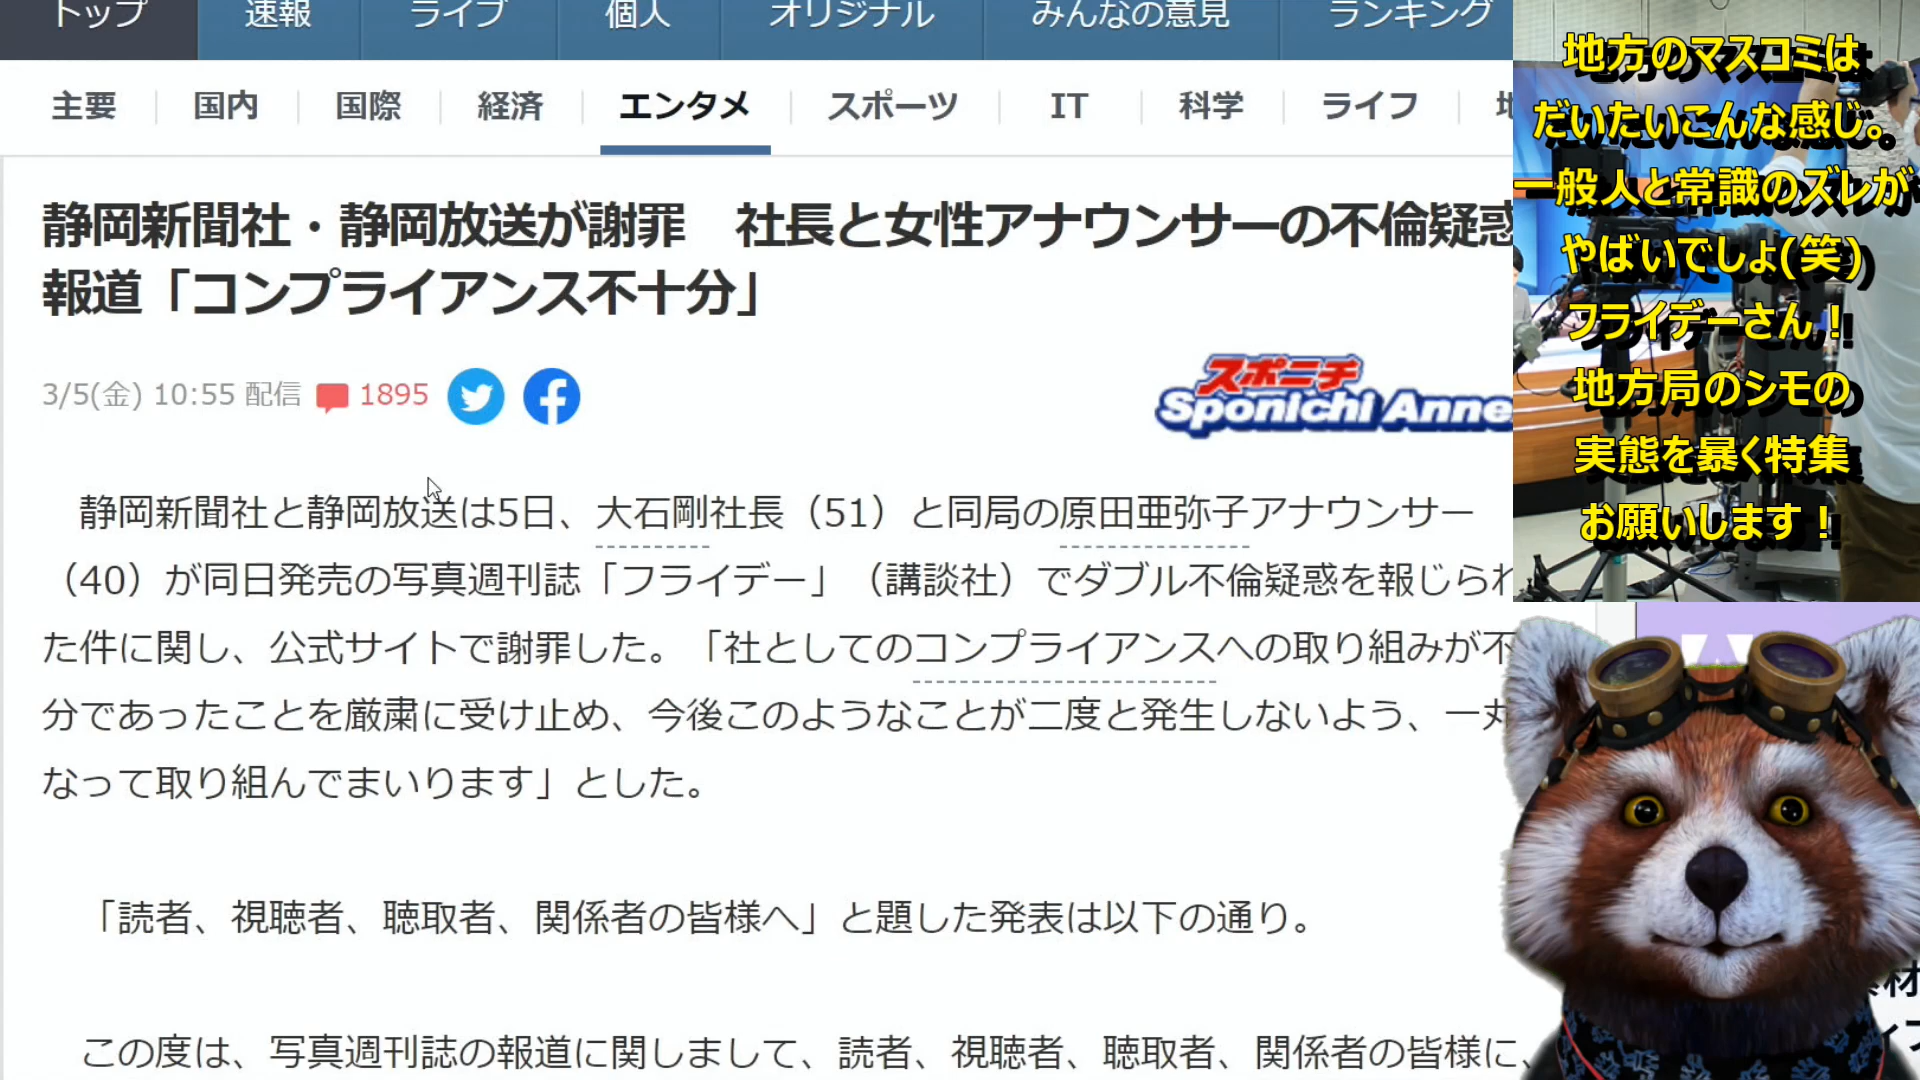 トップ 速報 ライブ 個人 オリジナル みんなの意見 ランキング
主要 国内 国際 経済 エンタメ スポーツ IT 科学 ライフ
静岡新聞社・静岡放送が謝罪 社長と女性アナウンサーの不倫疑惑
報道「コンプライアンス不十分」
3/5(金) 10:55 配信 1895
スポニチ
Sponichi Anne
静岡新聞社と静岡放送は5日、大石剛社長（51）と同局の原田亜弥子アナウンサー
（40）が同日発売の写真週刊誌「フライデー」（講談社）でダブル不倫疑惑を報じられ
た件に関し、公式サイトで謝罪した。「社としてのコンプライアンスへの取り組みが不
分であったことを厳粛に受け止め、今後このようなことが二度と発生しないよう、一丸
なって取り組んでまいります」とした。
「読者、視聴者、聴取者、関係者の皆様へ」と題した発表は以下の通り。
この度は、写真週刊誌の報道に関しまして、読者、視聴者、聴取者、関係者の皆様に、
地方のマスコミは
だいたいこんな感じ。
一般人と常識のズレが
やばいでしょ(笑)
フライデーさん！
地方局のシモの
実態を暴く特集
お願いします！